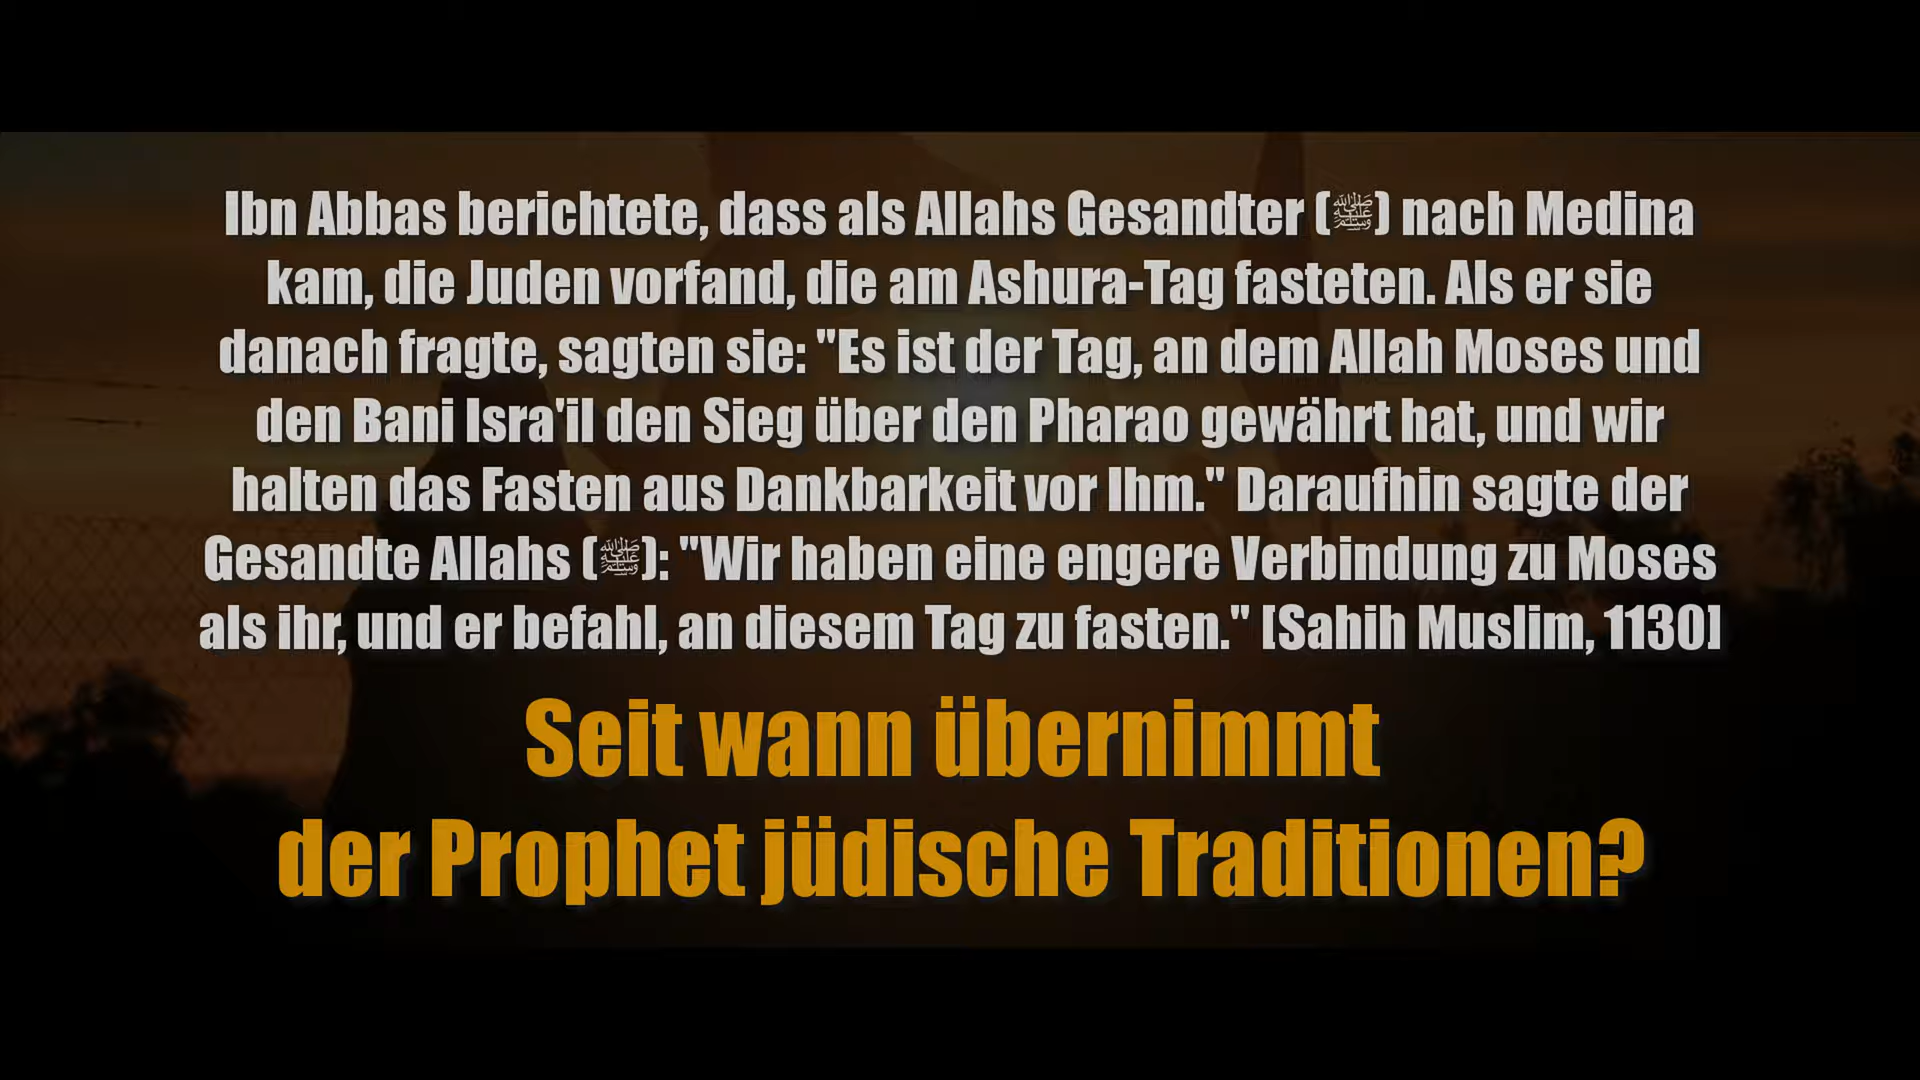 Ibn Abbas berichtete, dass als Allahs Gesandter (ﷺ) nach Medina
kam, die Juden vorfand, die am Ashura-Tag fasteten. Als er sie
danach fragte, sagten sie: "Es ist der Tag, an dem Allah Moses und
den Bani Isra'il den Sieg über den Pharao gewährt hat, und wir
halten das Fasten aus Dankbarkeit vor Ihm." Daraufhin sagte der
Gesandte Allahs (ﷺ): "Wir haben eine engere Verbindung zu Moses
als ihr, und er befahl, an diesem Tag zu fasten." [Sahih Muslim, 1130]
Seit wann übernimmt
der Prophet jüdische Traditionen?